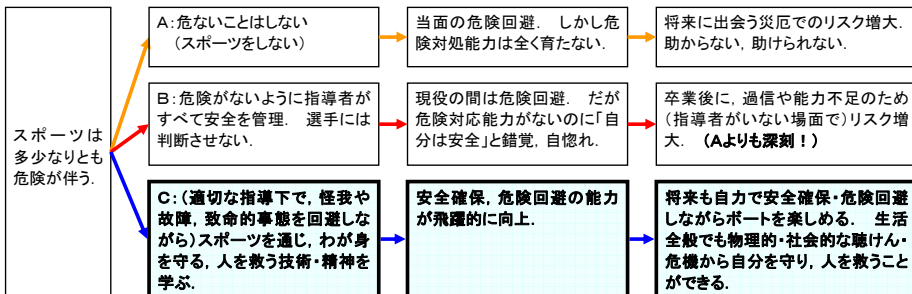 スポーツは
多少なりとも
危険が伴う.
A:危ないことはしない
(スポーツをしない)
当面の危険回避. しかし危
険対処能力は全く育たない.
将来に出会う災厄でのリスク増大.
助からない,助けられない.
B:危険がないように指導者が
すべて安全を管理. 選手には
判断させない.
現役の間は危険回避. だが
危険対応能力がないのに「自
分は安全」と錯覚,自惚れ.
卒業後に,過信や能力不足のため
(指導者がいない場面で)リスク増
大. (Aよりも深刻!)
C:(適切な指導下で,怪我や
故障,致命的事態を回避しな
がら)スポーツを通じ,わが身
を守る,人を救う技術・精神を
学ぶ.
安全確保,危険回避の能力
が飛躍的に向上.
将来も自力で安全確保・危険回避
しながらボートを楽しめる. 生活
全般でも物理的・社会的な聴けん・
危機から自分を守り,人を救うこと
ができる.